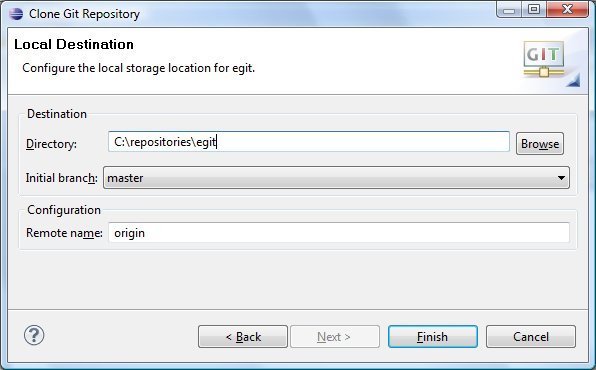 Clone Git Repository
Local Destination
Configure the local storage location for egit.
GIT
Destination
Directory: C:\repositories\egit Browse
Initial branch: master
Configuration
Remote name: origin
? < Back Next > Finish Cancel